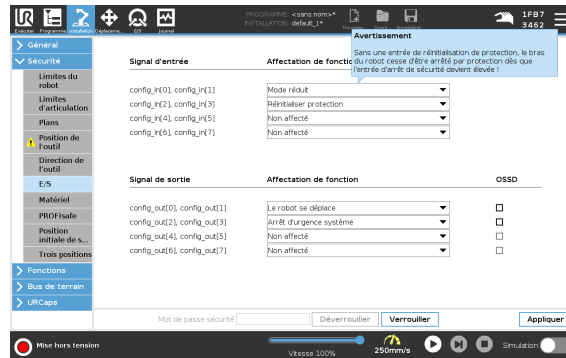 PROGRAMME <sans nom>*
INSTALLATION default_1*
1FB7
3462
Exécuter Programme Installation Déplaceme... E/S Journal
Avertissement
Sans une entrée de réinitialisation de protection, le bras
du robot cesse d'être arrêté par protection dès que
l'entrée d'arrêt de sécurité devient élevée !
Général
Sécurité
Limites du
robot
Limites
d'articulation
Plans
Position de
l'outil
Direction de
l'outil
E/S
Matériel
PROFIsafe
Position
initiale de s...
Trois positions
Fonctions
Bus de terrain
URCaps
Signal d'entrée Affectation de
config_in[0], config_in[1] Mode réduit
config_in[2], config_in[3] Réinitialiser protection
config_in[4], config_in[5] Non affecté
config_in[6], config_in[7] Non affecté
Signal de sortie Affectation de fonction OSSD
config_out[0], config_out[1] Le robot se déplace
config_out[2], config_out[3] Arrêt d'urgence système
config_out[4], config_out[5] Non affecté
config_out[6], config_out[7] Non affecté
Mot de passe sécurité Déverrouiller Verrouiller Appliquer
Mise hors tension
Vitesse 100%
250mm/s
Simulation